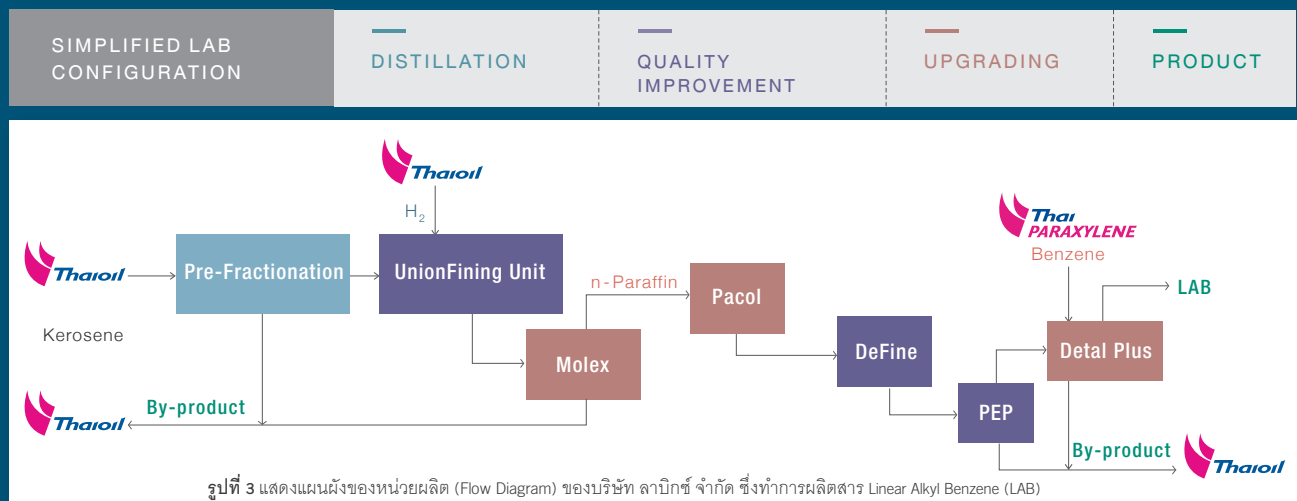 SIMPLIFIED LAB
CONFIGURATION
DISTILLATION
QUALITY
IMPROVEMENT
UPGRADING
PRODUCT
Thaioil
H2
Thaioil
Kerosene
Pre-Fractionation
UnionFining Unit
n-Paraffin
Molex
Pacol
DeFine
PEP
Thai
PARAXYLENE
Benzene
LAB
Detal Plus
By-product
Thaioil
By-product
Thaioil
รูปที่ 3 แสดงแผนผังของหน่วยผลิต (Flow Diagram) ของบริษัท ลาบิกซ์ จำกัด ซึ่งทำการผลิตสาร Linear Alkyl Benzene (LAB)